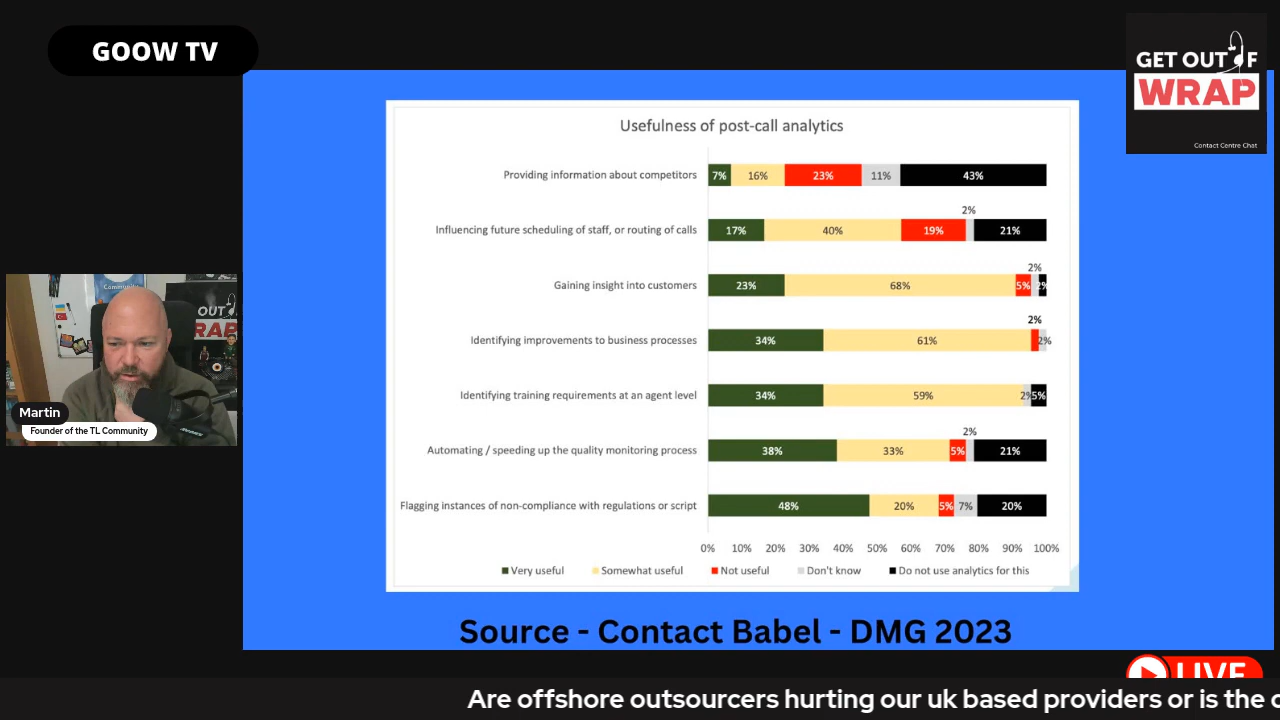 GOOW TV
GET OUT OF
WRAP
Contact Centre Chat
Usefulness of post-call analytics
Providing information about competitors
7% 16% 23% 11% 43%
2%
Influencing future scheduling of staff, or routing of calls
17% 40% 19% 21%
2%
Gaining insight into customers
23% 68% 5% 2%
2%
Identifying improvements to business processes
34% 61% 2%
Identifying training requirements at an agent level
34% 59% 2% 5%
2%
Automating / speeding up the quality monitoring process
38% 33% 5% 21%
Flagging instances of non-compliance with regulations or script
48% 20% 5% 7% 20%
0% 10% 20% 30% 40% 50% 60% 70% 80% 90% 100%
Very useful Somewhat useful Not useful Don't know Do not use analytics for this
Community
OUT
RAP
Martin
Founder of the TL Community
Source - Contact Babel - DMG 2023
LIVE
Are offshore outsourcers hurting our uk based providers or is the